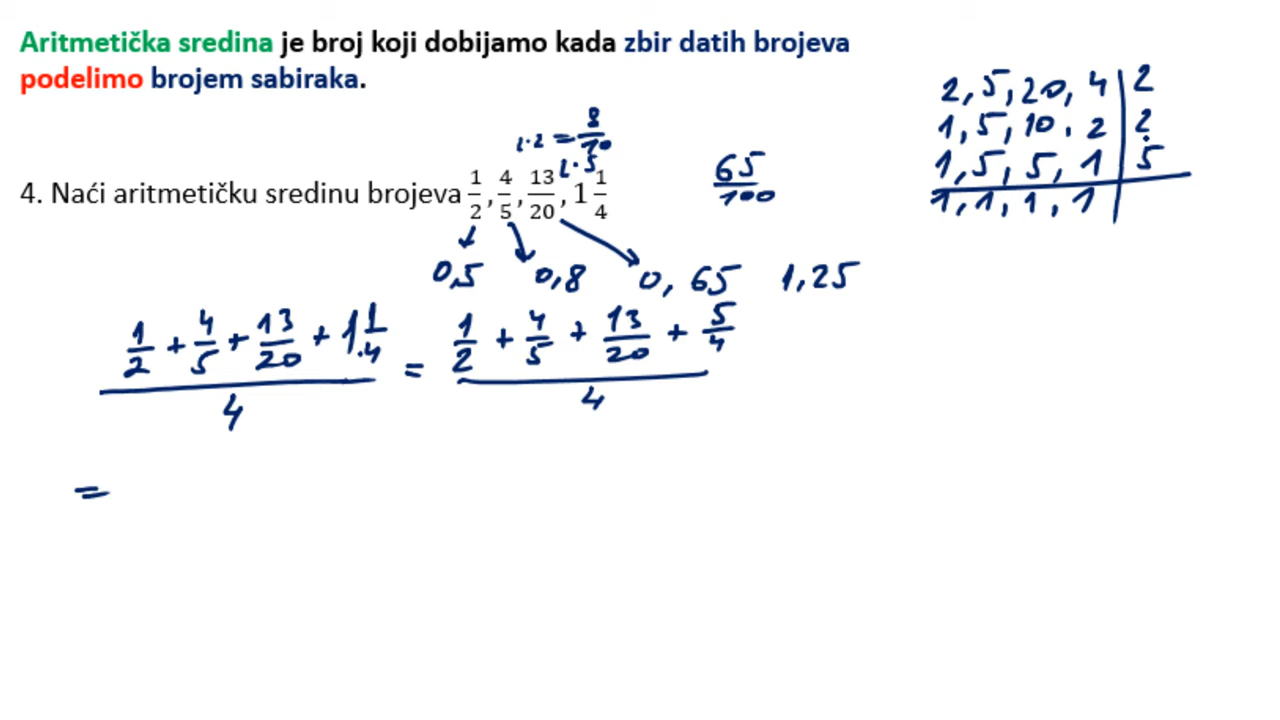 Aritmetička sredina je broj koji dobijamo kada zbir datih brojeva
podelimo brojem sabiraka.
2, 5, 20, 4 | 2
1, 5, 10, 2 | 2
1, 5, 5, 1 | 5
1, 1, 1, 1 |
·2 = 8/10
·5
65/100
4. Naći aritmetičku sredinu brojeva 1/2, 4/5, 13/20, 1 1/4
0,5 0,8 0,65 1,25
(1/2 + 4/5 + 13/20 + 1 1/4)/4 = (1/2 + 4/5 + 13/20 + 5/4)/4
=